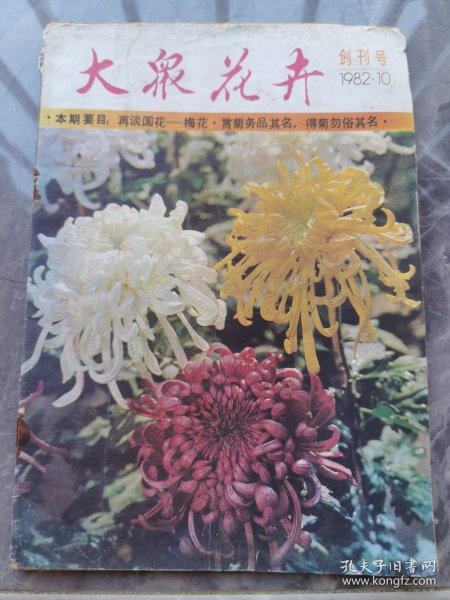 大众花卉
创刊号
1982·10
·本期要目：再谈国花——梅花·赏菊务品其名，得菊勿俗其名·
孔夫子旧书网
www.kongfz.com